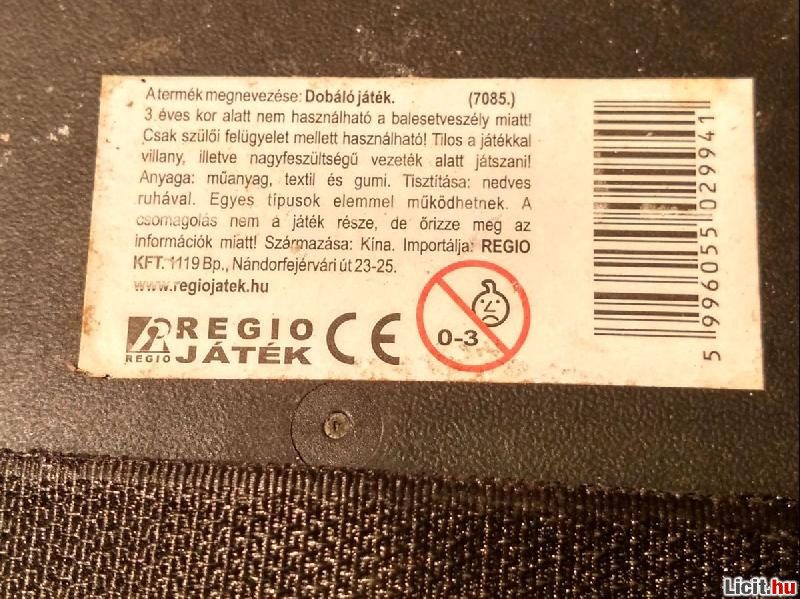 A termék megnevezése: Dobáló játék. (7085.)
3 éves kor alatt nem használható a balesetveszély miatt!
Csak szülői felügyelet mellett használható! Tilos a játékkal
villany, illetve nagyfeszültségű vezeték alatt játszani!
Anyaga: műanyag, textil és gumi. Tisztítása: nedves
ruhával. Egyes típusok elemmel működhetnek. A
csomagolás nem a játék része, de őrizze meg az
információk miatt! Származása: Kína. Importálja: REGIO
KFT. 1119 Bp., Nándorfejérvári út 23-25.
www.regiojatek.hu
REGIO
REGIO
JÁTÉK
CE
0-3
5 996055 029941
Licit.hu